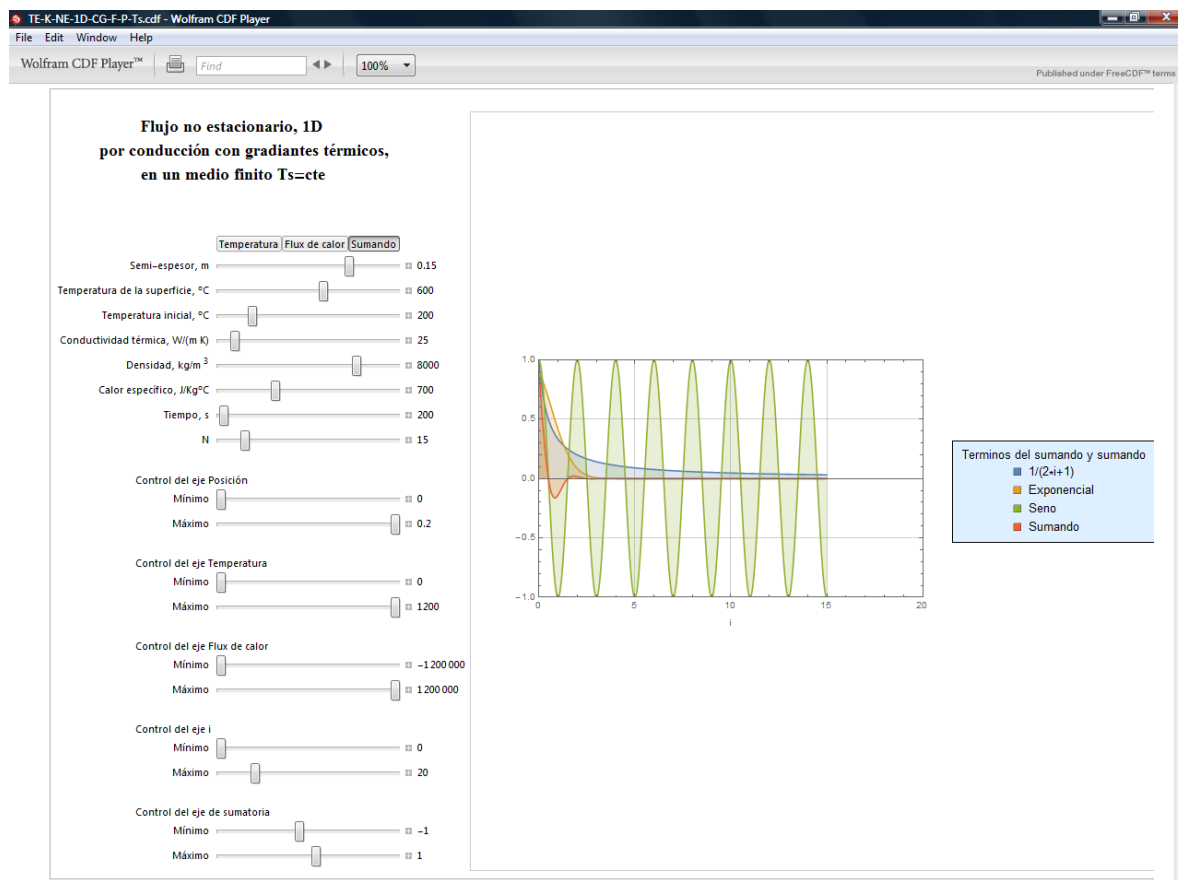 TE-K-NE-1D-CG-F-P-Ts.cdf - Wolfram CDF Player
File Edit Window Help
Wolfram CDF Player™ Find 100%
Published under FreeCDF™ terms
Flujo no estacionario, 1D
por conducción con gradiantes térmicos,
en un medio finito Ts=cte
Temperatura Flux de calor Sumando
Semi-espesor, m 0.15
Temperatura de la superficie, ºC 600
Temperatura inicial, ºC 200
Conductividad térmica, W/(m K) 25
Densidad, kg/m³ 8000
Calor específico, J/KgºC 700
Tiempo, s 200
N 15
Control del eje Posición
Mínimo 0
Máximo 0.2
Control del eje Temperatura
Mínimo 0
Máximo 1200
Control del eje Flux de calor
Mínimo -1 200 000
Máximo 1 200 000
Control del eje i
Mínimo 0
Máximo 20
Control del eje de sumatoria
Mínimo -1
Máximo 1
1.0
0.5
0.0
-0.5
-1.0
0 5 10 15 20
i
Terminos del sumando y sumando
1/(2*i+1)
Exponencial
Seno
Sumando